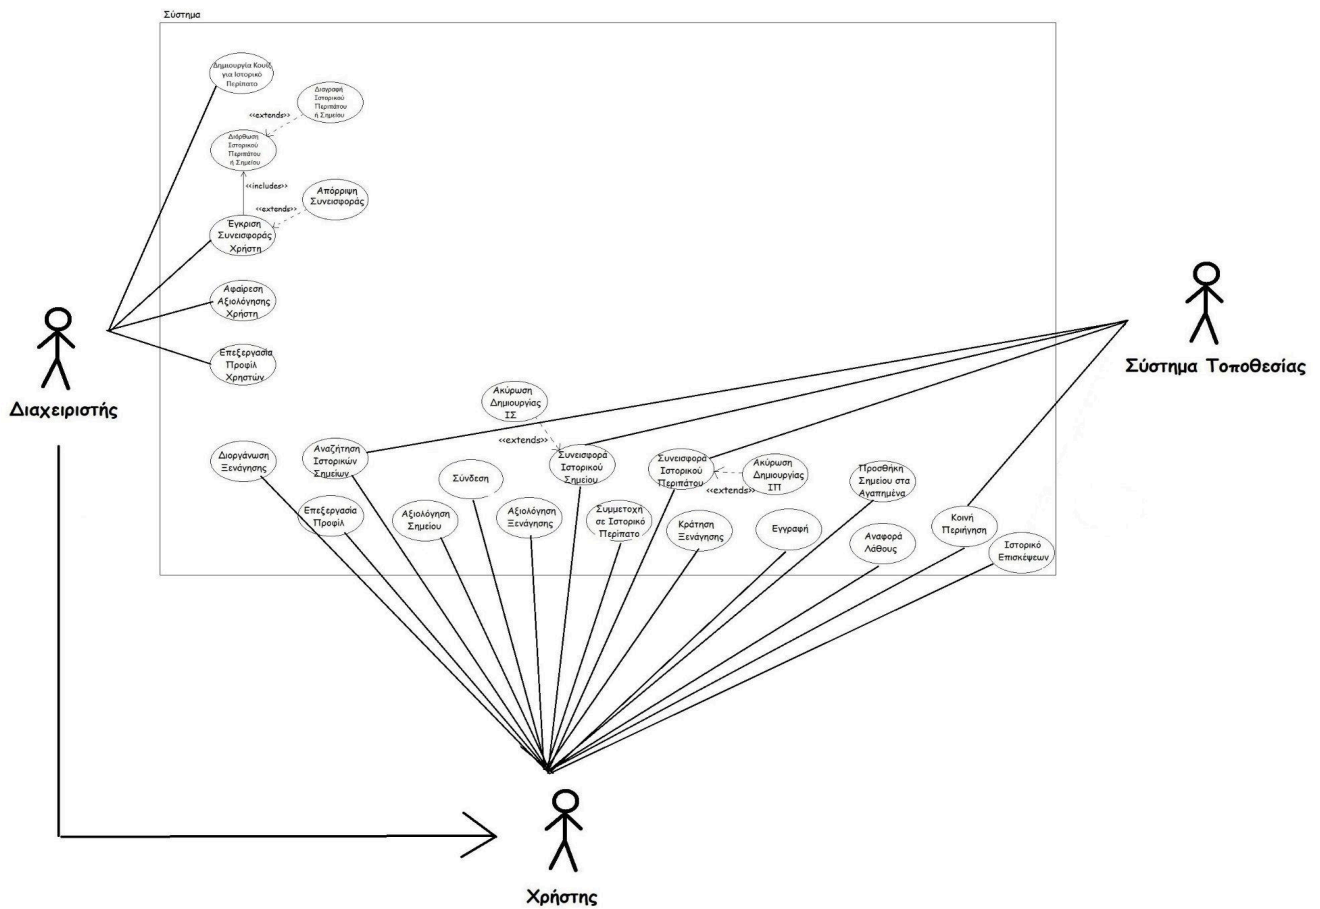 Σύστημα
Δημιουργία Κουίζ
για Ιστορικό
Περίπατο
Διαγραφή
Ιστορικού
Περιπάτου
ή Σημείου
<<extends>>
Διόρθωση
Ιστορικού
Περιπάτου
ή Σημείου
<<includes>>
Απόρριψη
Συνεισφοράς
<<extends>>
Έγκριση
Συνεισφοράς
Χρήστη
Αφαίρεση
Αξιολόγησης
Χρήστη
Επεξεργασία
Προφίλ
Χρηστών
Διαχειριστής
Σύστημα Τοποθεσίας
Ακύρωση
Δημιουργίας
ΙΣ
<<extends>>
Διοργάνωση
Ξενάγησης
Αναζήτηση
Ιστορικών
Σημείων
Σύνδεση
Συνεισφορά
Ιστορικού
Σημείου
Συνεισφορά
Ιστορικού
Περιπάτου
<<extends>>
Ακύρωση
Δημιουργίας
ΙΠ
Προσθήκη
Σημείου στα
Αγαπημένα
Επεξεργασία
Προφίλ
Αξιολόγηση
Σημείου
Αξιολόγηση
Ξενάγησης
Συμμετοχή
σε Ιστορικό
Περίπατο
Κράτηση
Ξενάγησης
Εγγραφή
Αναφορά
Λάθους
Κοινή
Περιήγηση
Ιστορικό
Επισκέψεων
Χρήστης